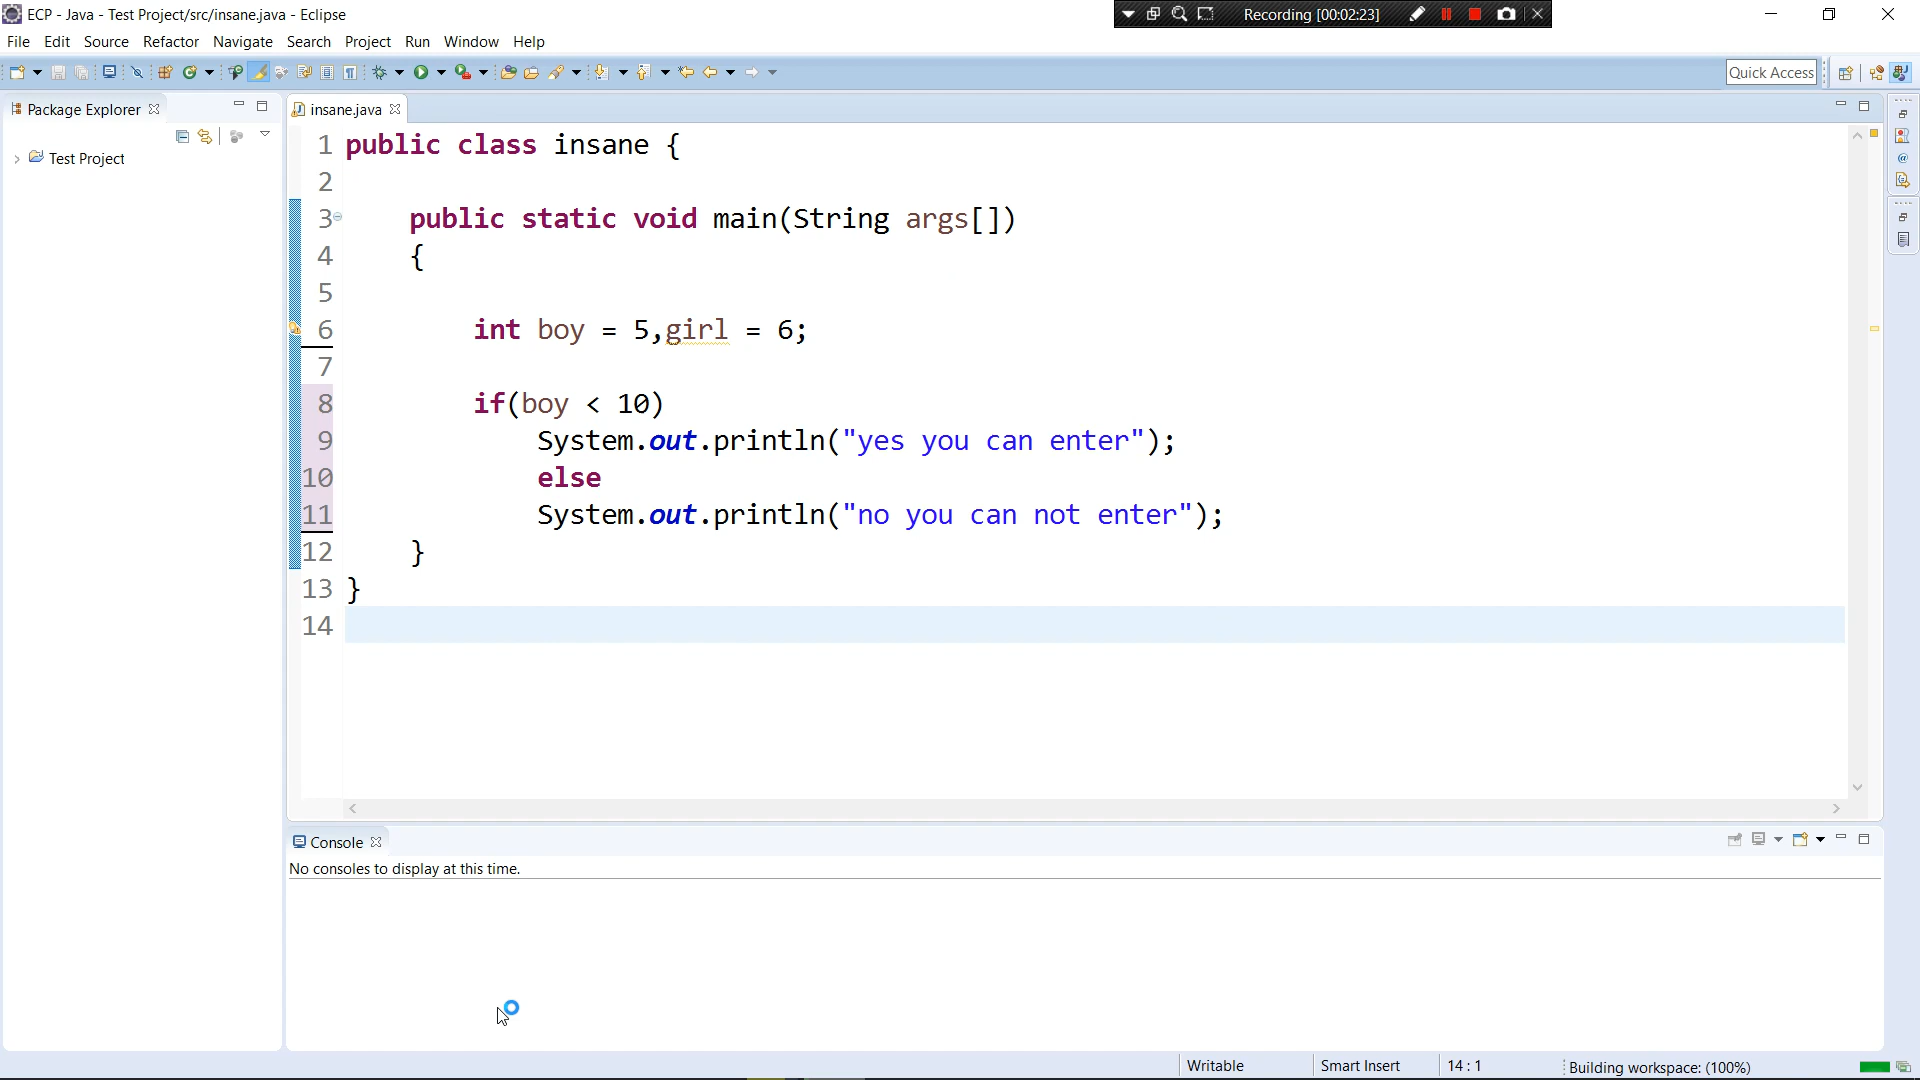 ECP - Java - Test Project/src/insane.java - Eclipse
Recording [00:02:23]
File Edit Source Refactor Navigate Search Project Run Window Help
Quick Access
Package Explorer
insane.java
Test Project
1 public class insane {
2
3 public static void main(String args[])
4 {
5
6 int boy = 5,girl = 6;
7
8 if(boy < 10)
9 System.out.println("yes you can enter");
10 else
11 System.out.println("no you can not enter");
12 }
13 }
14
Console
No consoles to display at this time.
Writable Smart Insert 14 : 1 Building workspace: (100%)